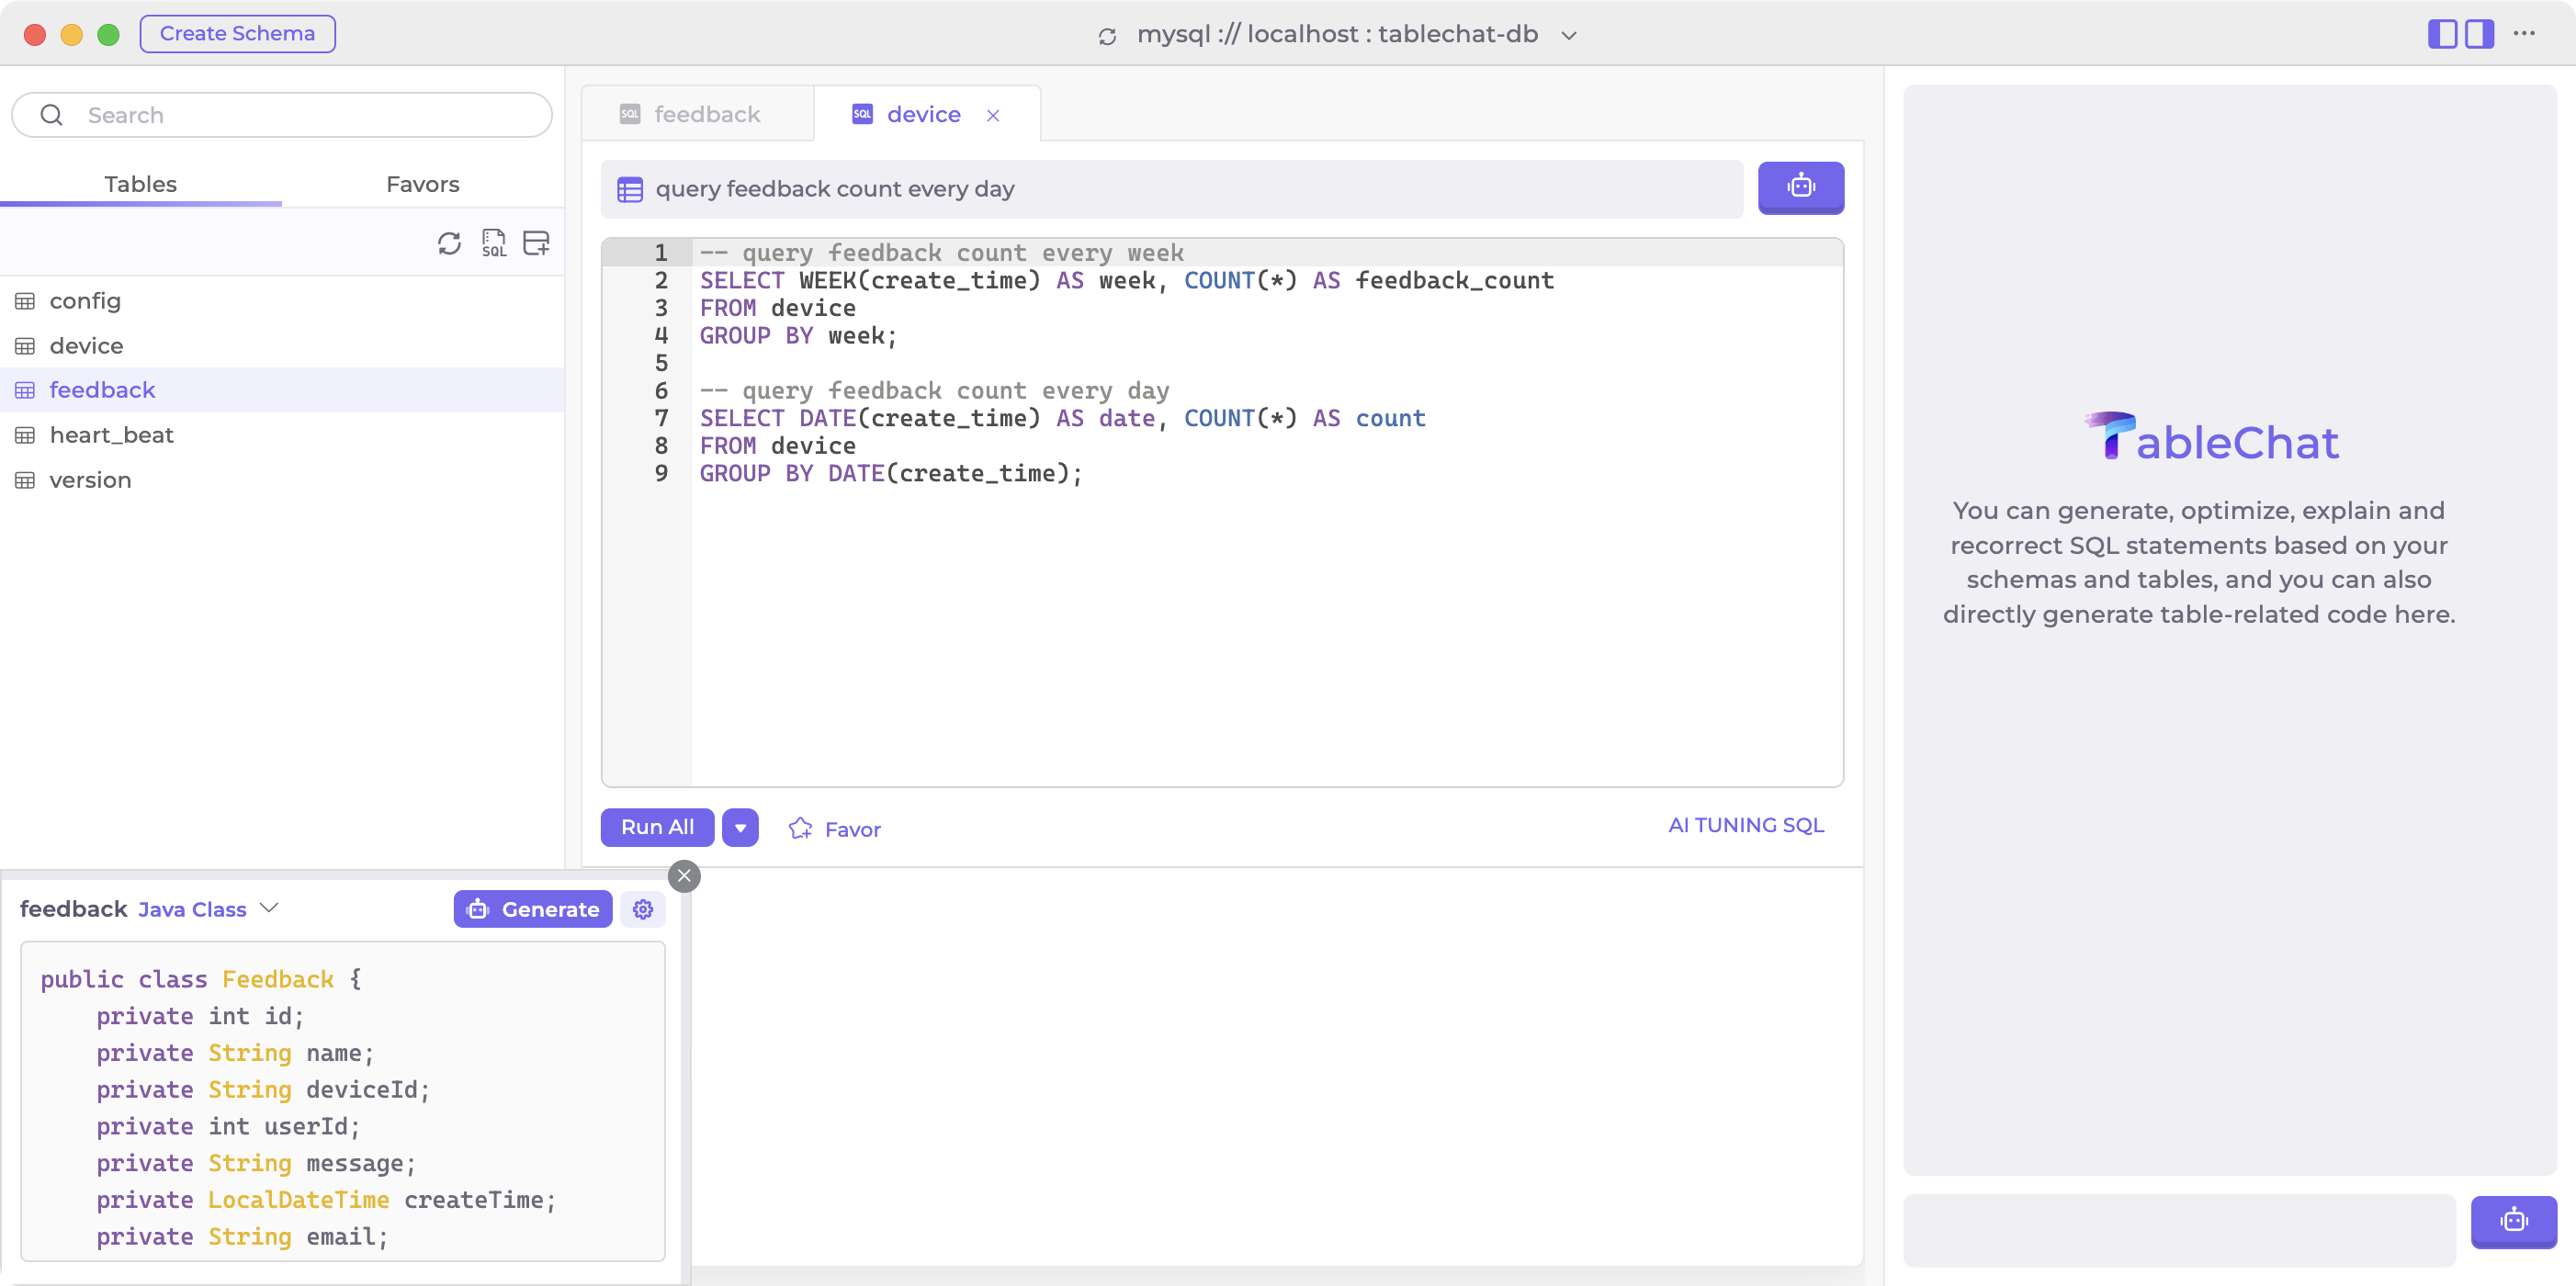 Create Schema
mysql :// localhost : tablechat-db
Search
Tables
Favors
SQL
config
device
feedback
heart_beat
version
SQL feedback
SQL device
query feedback count every day
1 -- query feedback count every week
2 SELECT WEEK(create_time) AS week, COUNT(*) AS feedback_count
3 FROM device
4 GROUP BY week;
5
6 -- query feedback count every day
7 SELECT DATE(create_time) AS date, COUNT(*) AS count
8 FROM device
9 GROUP BY DATE(create_time);
Run All
Favor
AI TUNING SQL
feedback Java Class
Generate
public class Feedback {
private int id;
private String name;
private String deviceId;
private int userId;
private String message;
private LocalDateTime createTime;
private String email;
TableChat
You can generate, optimize, explain and
recorrect SQL statements based on your
schemas and tables, and you can also
directly generate table-related code here.